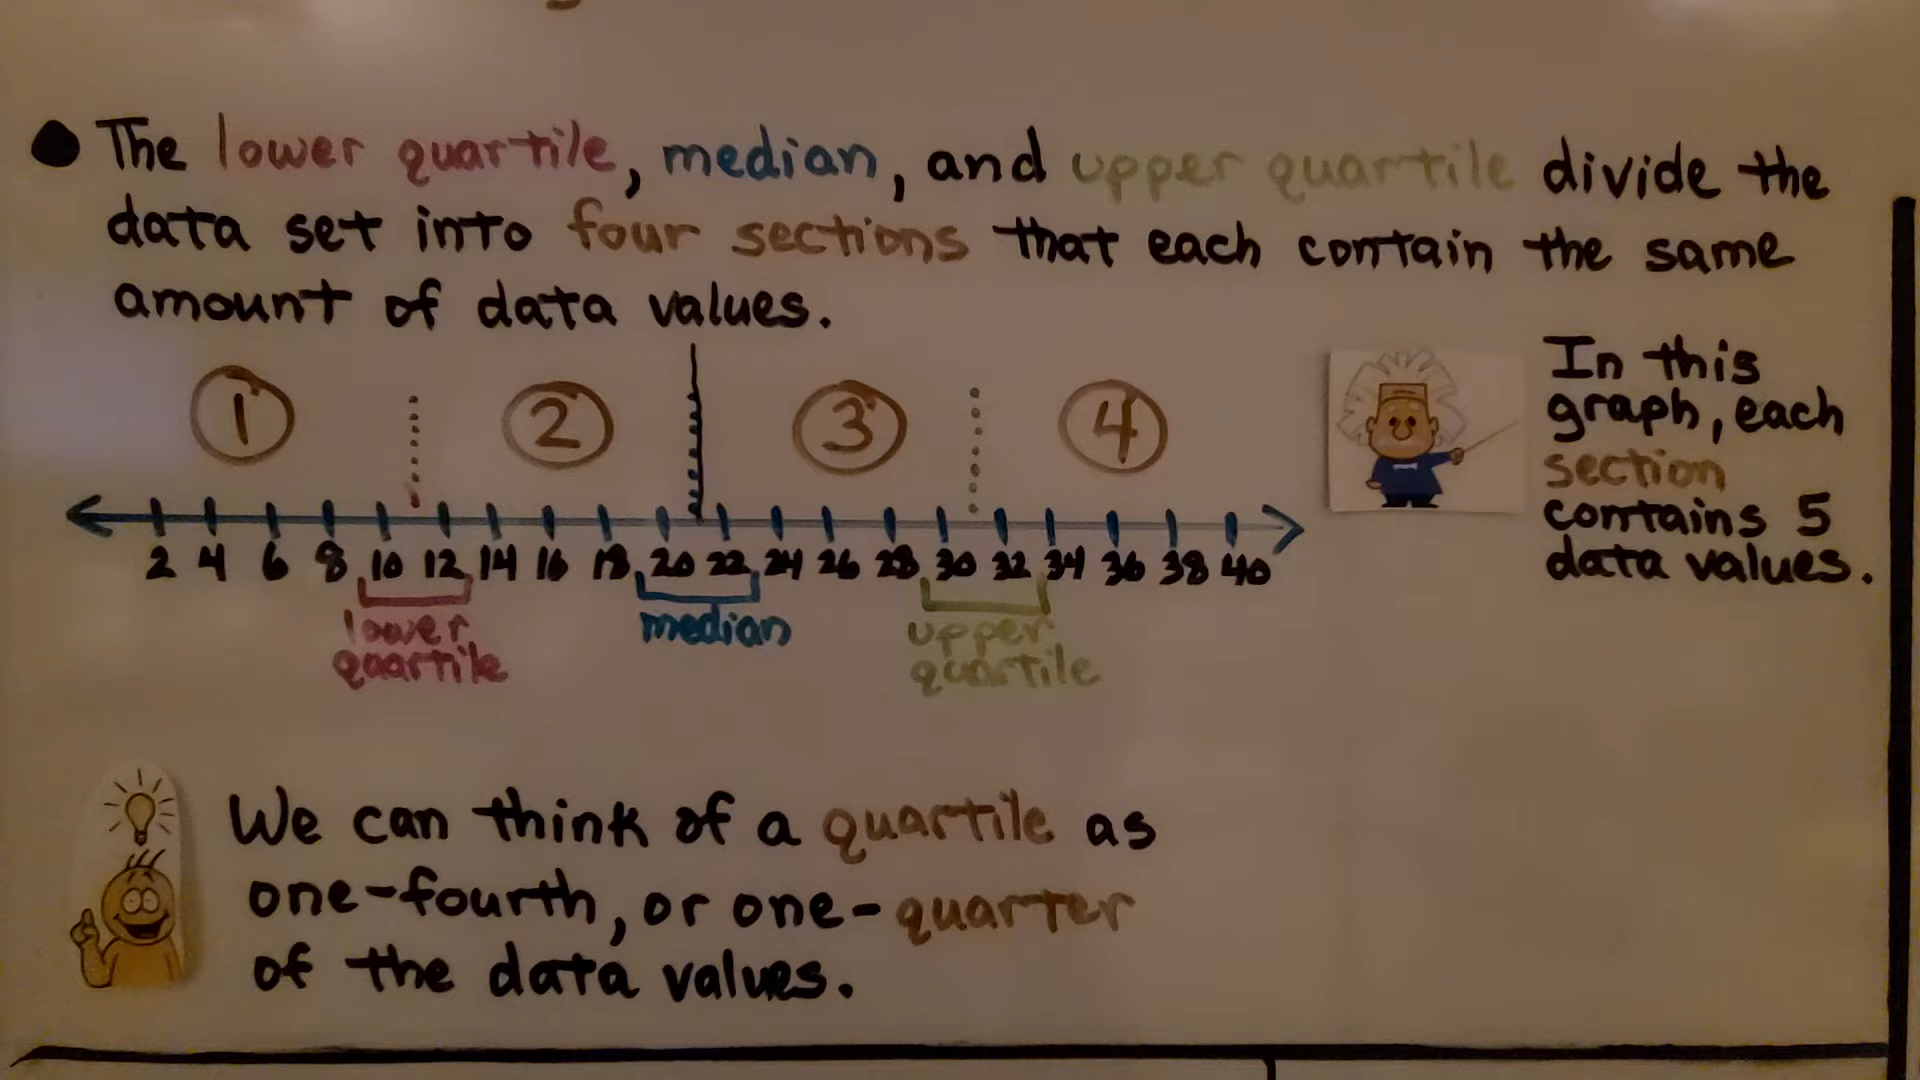 The lower quartile, median, and upper quartile divide the
data set into four sections that each contain the same
amount of data values.
1 2 3 4
2 4 6 8 10 12 14 16 18 20 22 24 26 28 30 32 34 36 38 40
lower
quartile
median
upper
quartile
In this
graph, each
section
contains 5
data values.
We can think of a quartile as
one-fourth, or one-quarter
of the data values.